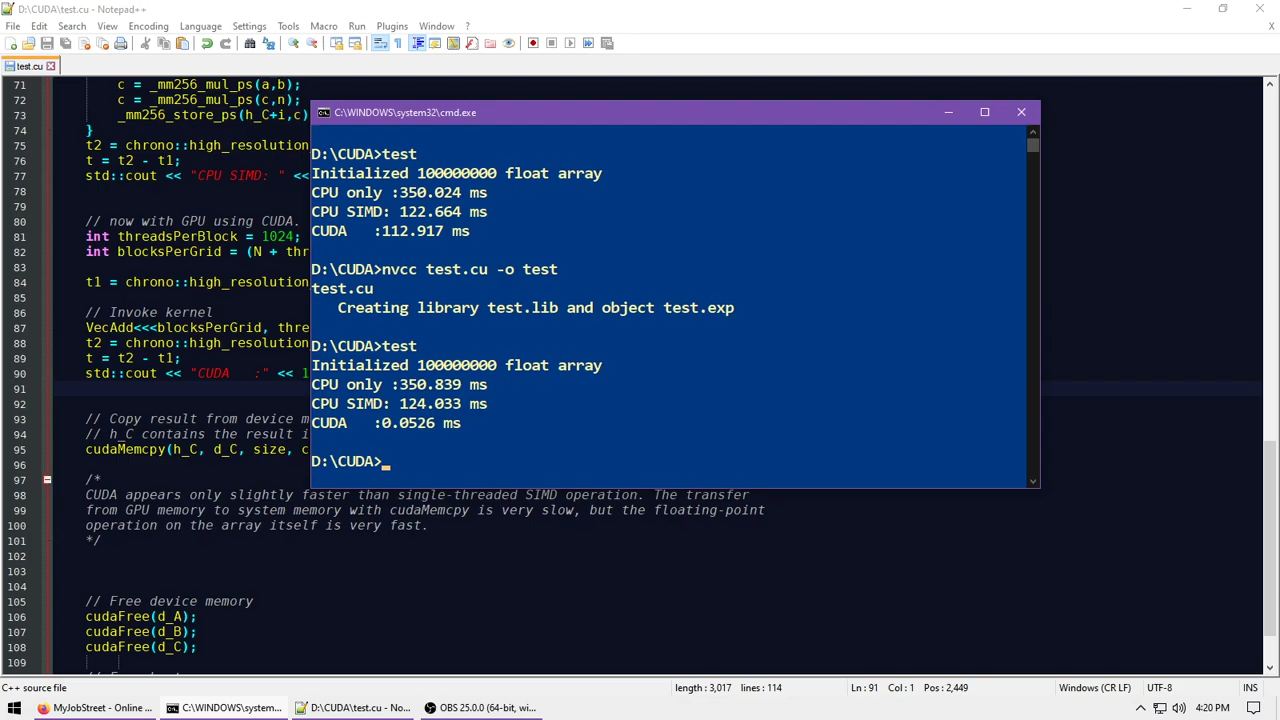 D:\CUDA\test.cu - Notepad++
File Edit Search View Encoding Language Settings Tools Macro Run Plugins Window ?
test.cu
71 c = _mm256_mul_ps(a,b);
72 c = _mm256_mul_ps(c,n);
73 _mm256_store_ps(h_C+i,c)
74 }
75 t2 = chrono::high_resolution
76 t = t2 - t1;
77 std::cout << "CPU SIMD: " <<
78
79
80 // now with GPU using CUDA.
81 int threadsPerBlock = 1024;
82 int blocksPerGrid = (N + thr
83
84 t1 = chrono::high_resolution
85
86 // Invoke kernel
87 VecAdd<<<blocksPerGrid, thre
88 t2 = chrono::high_resolution
89 t = t2 - t1;
90 std::cout << "CUDA   :" << 1
91
92
93 // Copy result from device m
94 // h_C contains the result i
95 cudaMemcpy(h_C, d_C, size, c
96
97 /*
98 CUDA appears only slightly faster than single-threaded SIMD operation. The transfer
99 from GPU memory to system memory with cudaMemcpy is very slow, but the floating-point
100 operation on the array itself is very fast.
101 */
102
103
104
105 // Free device memory
106 cudaFree(d_A);
107 cudaFree(d_B);
108 cudaFree(d_C);
109
C:\WINDOWS\system32\cmd.exe
D:\CUDA>test
Initialized 100000000 float array
CPU only :350.024 ms
CPU SIMD: 122.664 ms
CUDA   :112.917 ms
D:\CUDA>nvcc test.cu -o test
test.cu
   Creating library test.lib and object test.exp
D:\CUDA>test
Initialized 100000000 float array
CPU only :350.839 ms
CPU SIMD: 124.033 ms
CUDA   :0.0526 ms
D:\CUDA>
C++ source file length : 3,017 lines : 114 Ln : 91 Col : 1 Pos : 2,449 Windows (CR LF) UTF-8 INS
MyJobStreet - Online ... C:\WINDOWS\system... D:\CUDA\test.cu - No... OBS 25.0.0 (64-bit, wi... 4:20 PM